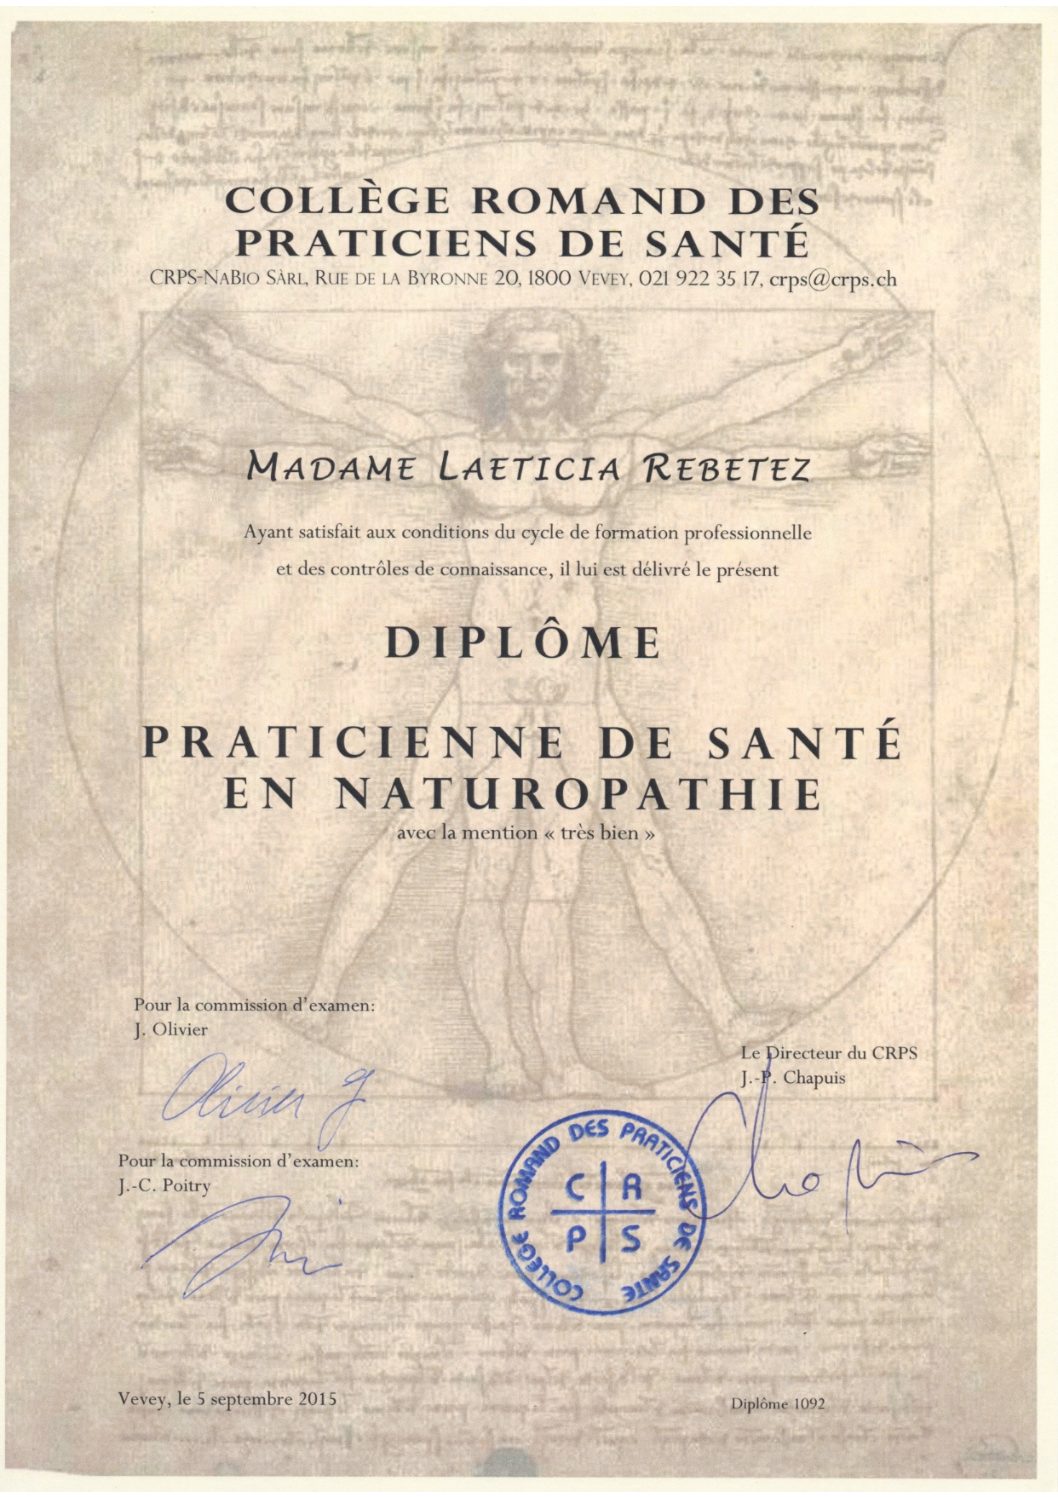 COLLÈGE ROMAND DES
PRATICIENS DE SANTÉ
CRPS-NABIO SÀRL, RUE DE LA BYRONNE 20, 1800 VEVEY, 021 922 35 17, crps@crps.ch
MADAME LAETICIA REBETEZ
Ayant satisfait aux conditions du cycle de formation professionnelle
et des contrôles de connaissance, il lui est délivré le présent
DIPLÔME
PRATICIENNE DE SANTÉ
EN NATUROPATHIE
avec la mention « très bien »
Pour la commission d'examen:
J. Olivier
Olivier J
Le Directeur du CRPS
J.-P. Chapuis
Pour la commission d'examen:
J.-C. Poitry
COLLEGE ROMAND DES PRATICIENS DE SANTE
C R
P S
Vevey, le 5 septembre 2015
Diplôme 1092